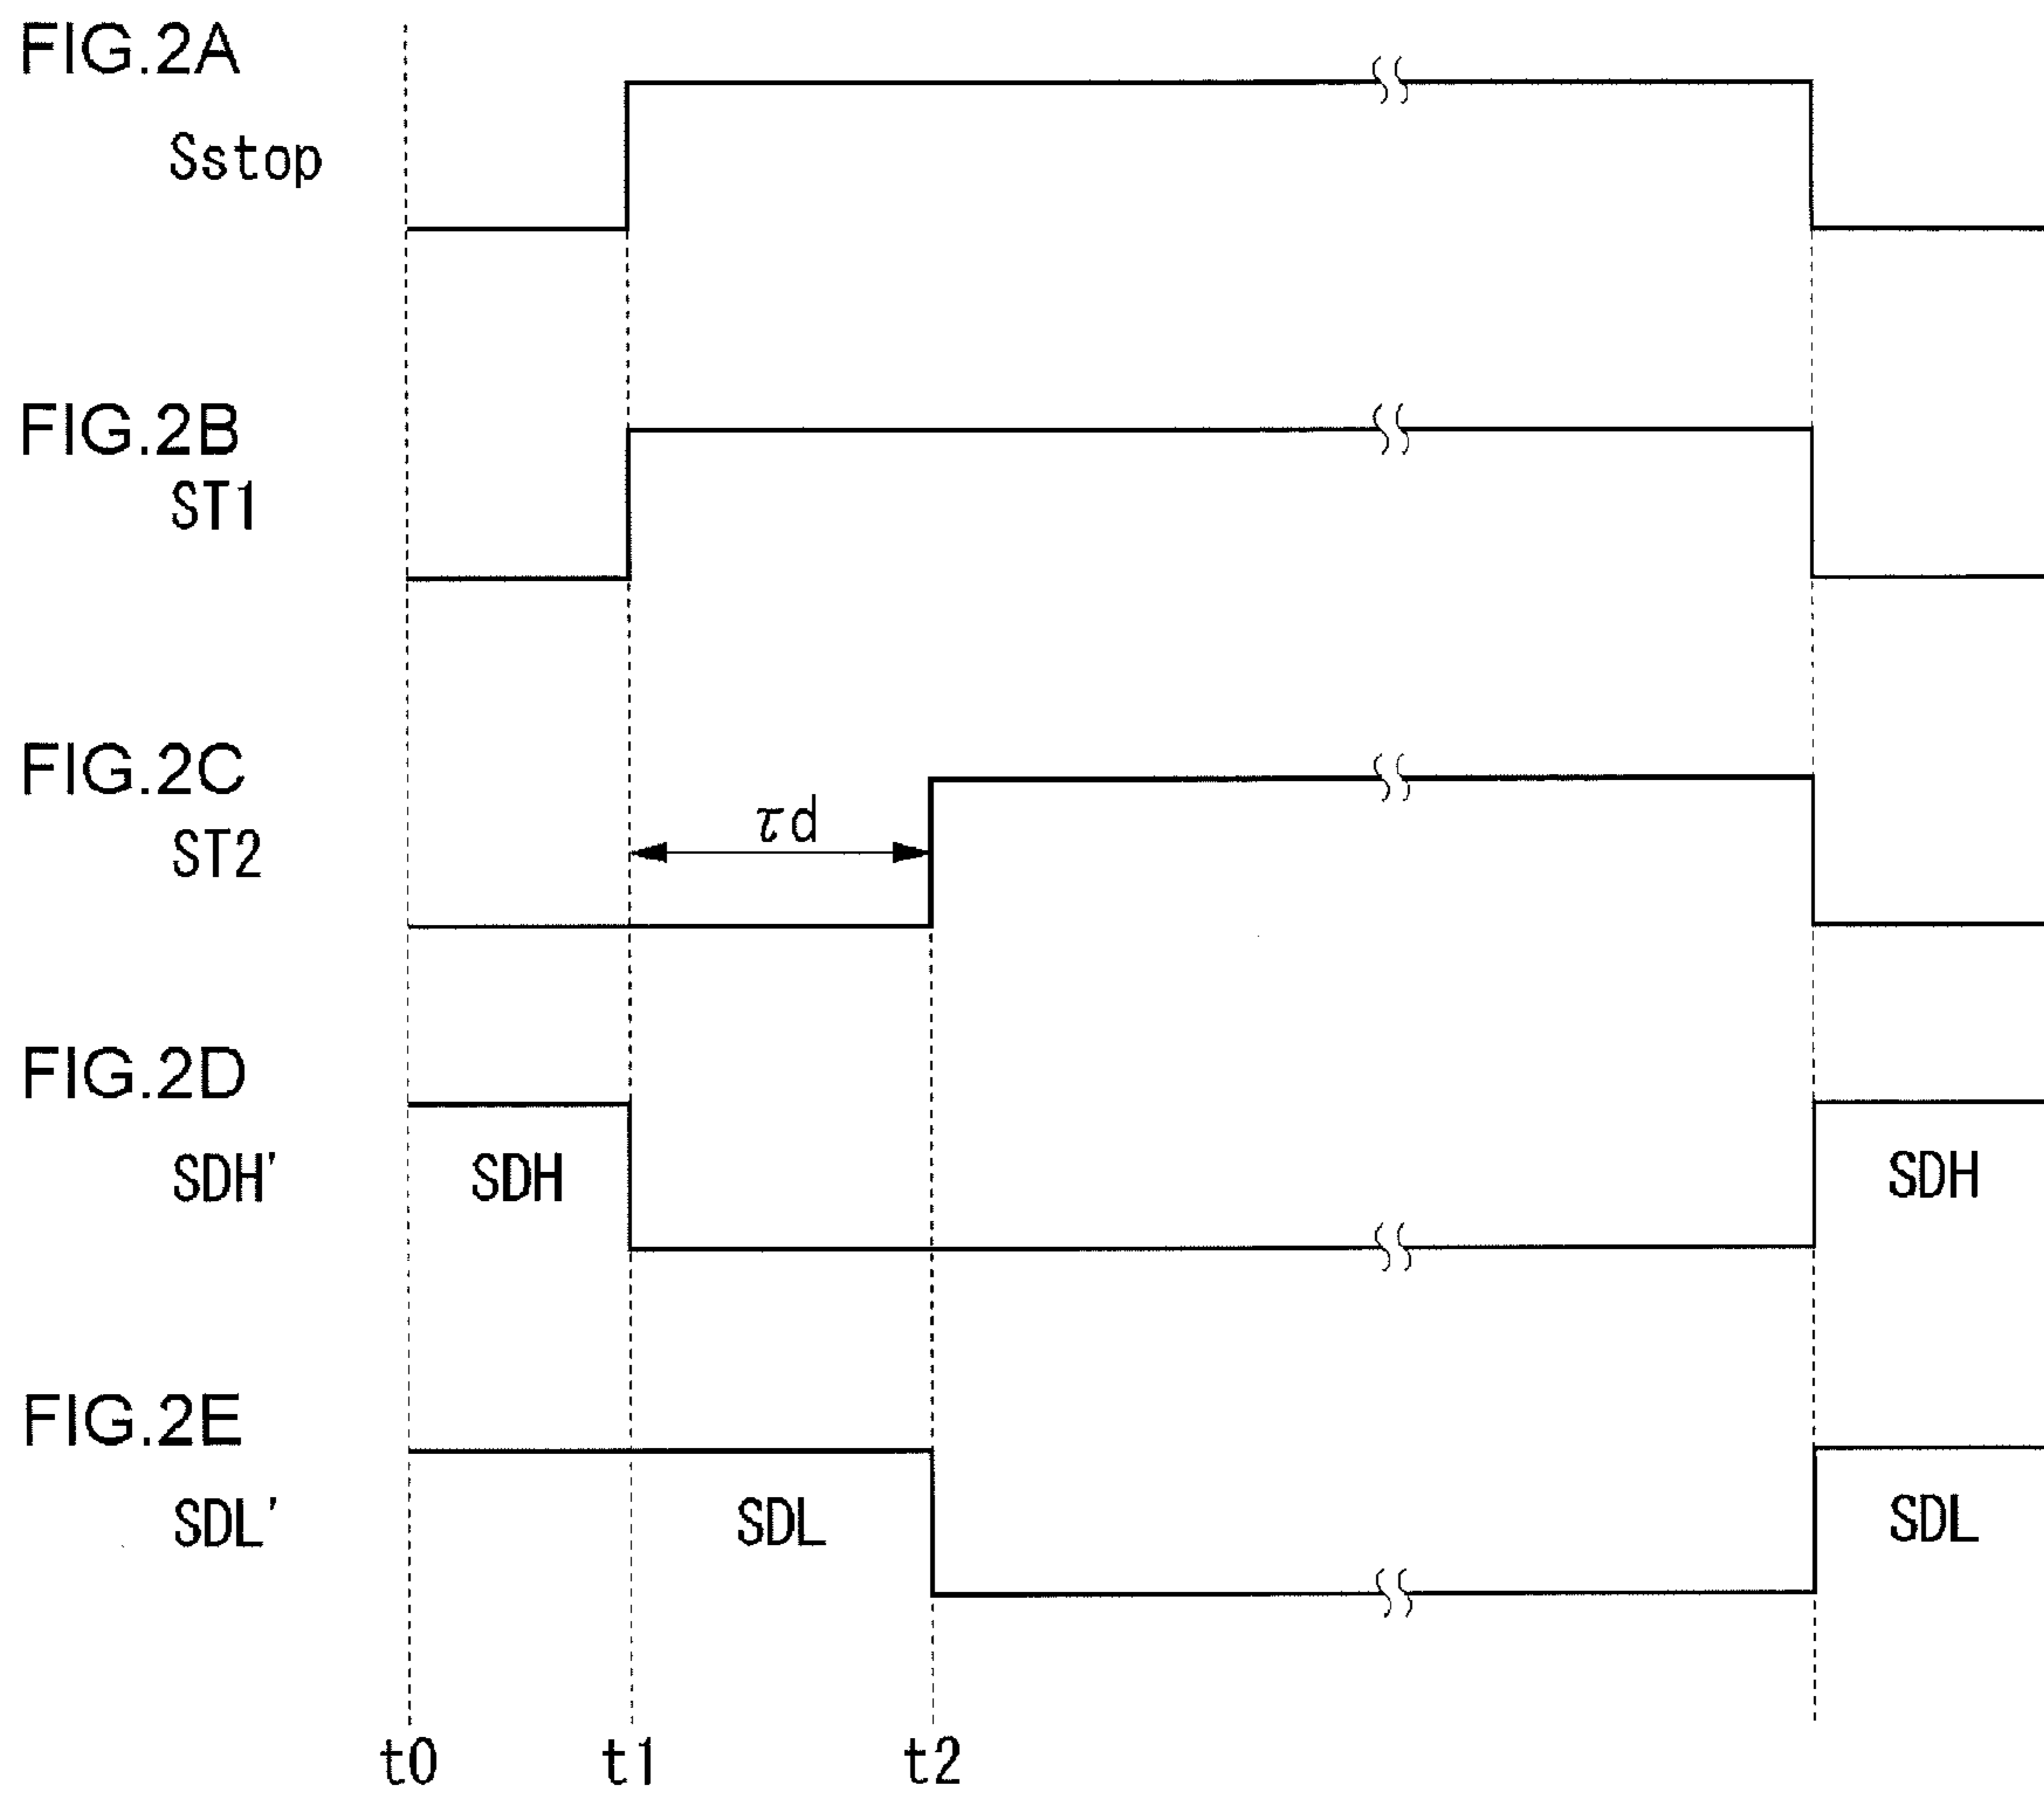 FIG.2A
Sstop
FIG.2B
ST1
FIG.2C
τd
ST2
FIG.2D
SDH' SDH SDH
FIG.2E
SDL' SDL SDL
t0 t1 t2